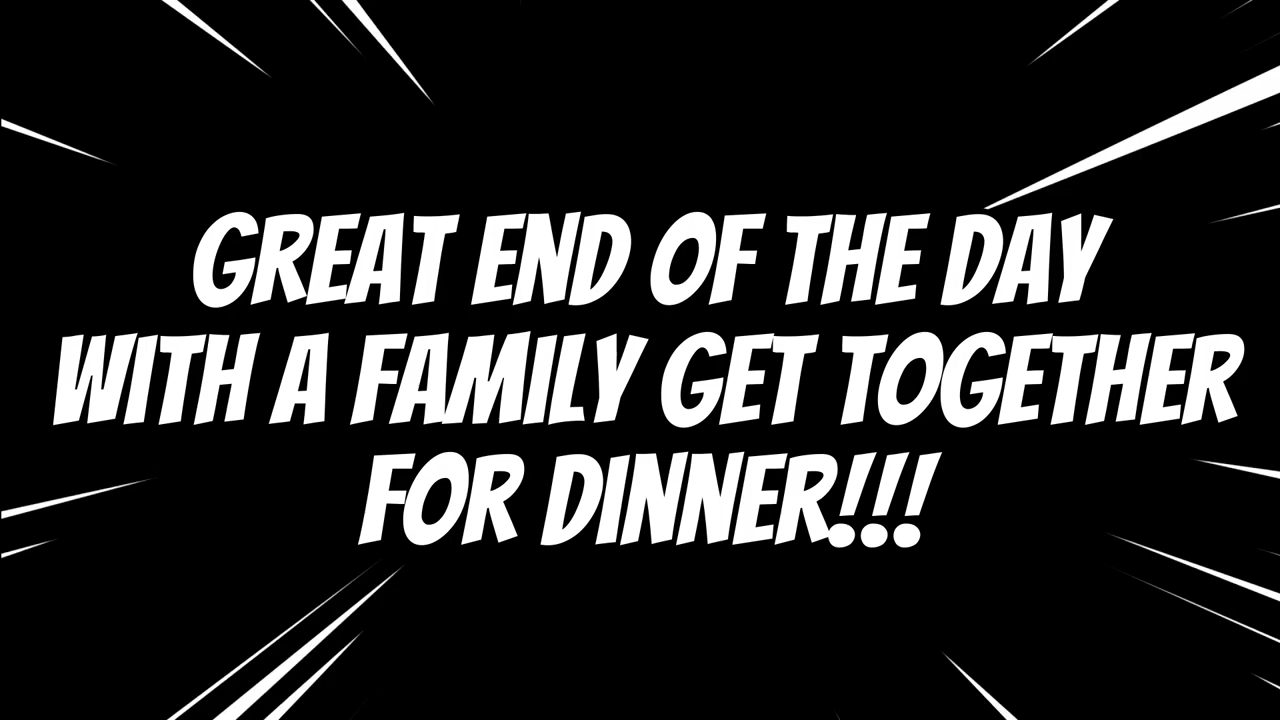 GREAT END OF THE DAY
WITH A FAMILY GET TOGETHER
FOR DINNER!!!